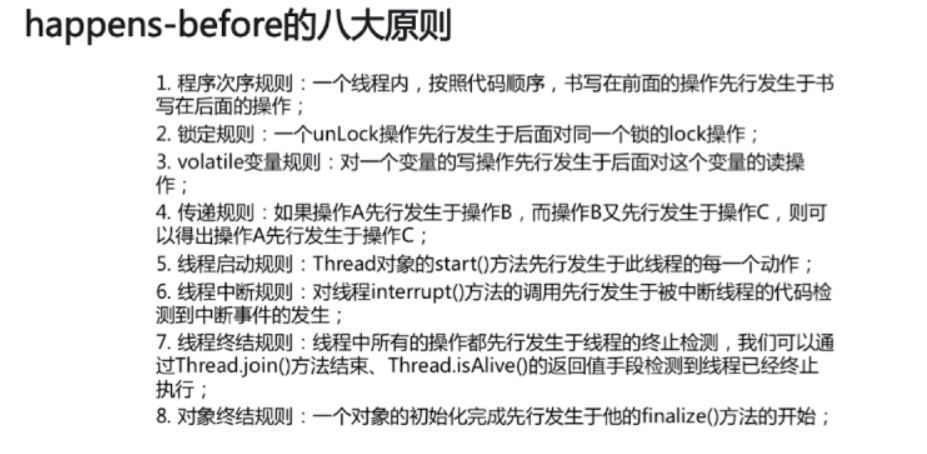 happens-before的八大原则
1. 程序次序规则：一个线程内，按照代码顺序，书写在前面的操作先行发生于书
写在后面的操作；
2. 锁定规则：一个unLock操作先行发生于后面对同一个锁的lock操作；
3. volatile变量规则：对一个变量的写操作先行发生于后面对这个变量的读操
作；
4. 传递规则：如果操作A先行发生于操作B，而操作B又先行发生于操作C，则可
以得出操作A先行发生于操作C；
5. 线程启动规则：Thread对象的start()方法先行发生于此线程的每一个动作；
6. 线程中断规则：对线程interrupt()方法的调用先行发生于被中断线程的代码检
测到中断事件的发生；
7. 线程终结规则：线程中所有的操作都先行发生于线程的终止检测，我们可以通
过Thread.join()方法结束、Thread.isAlive()的返回值手段检测到线程已经终止
执行；
8. 对象终结规则：一个对象的初始化完成先行发生于他的finalize()方法的开始；